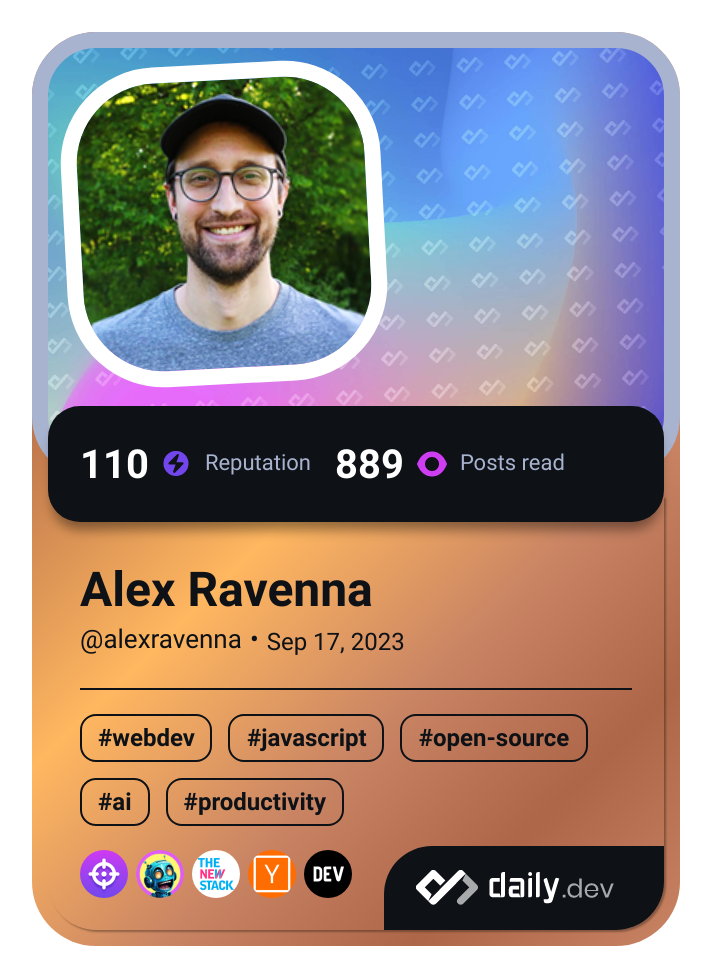 110 Reputation 889 Posts read
Alex Ravenna
@alexravenna • Sep 17, 2023
#webdev #javascript #open-source
#ai #productivity
THE
NEW
STACK
Y
DEV
daily.dev